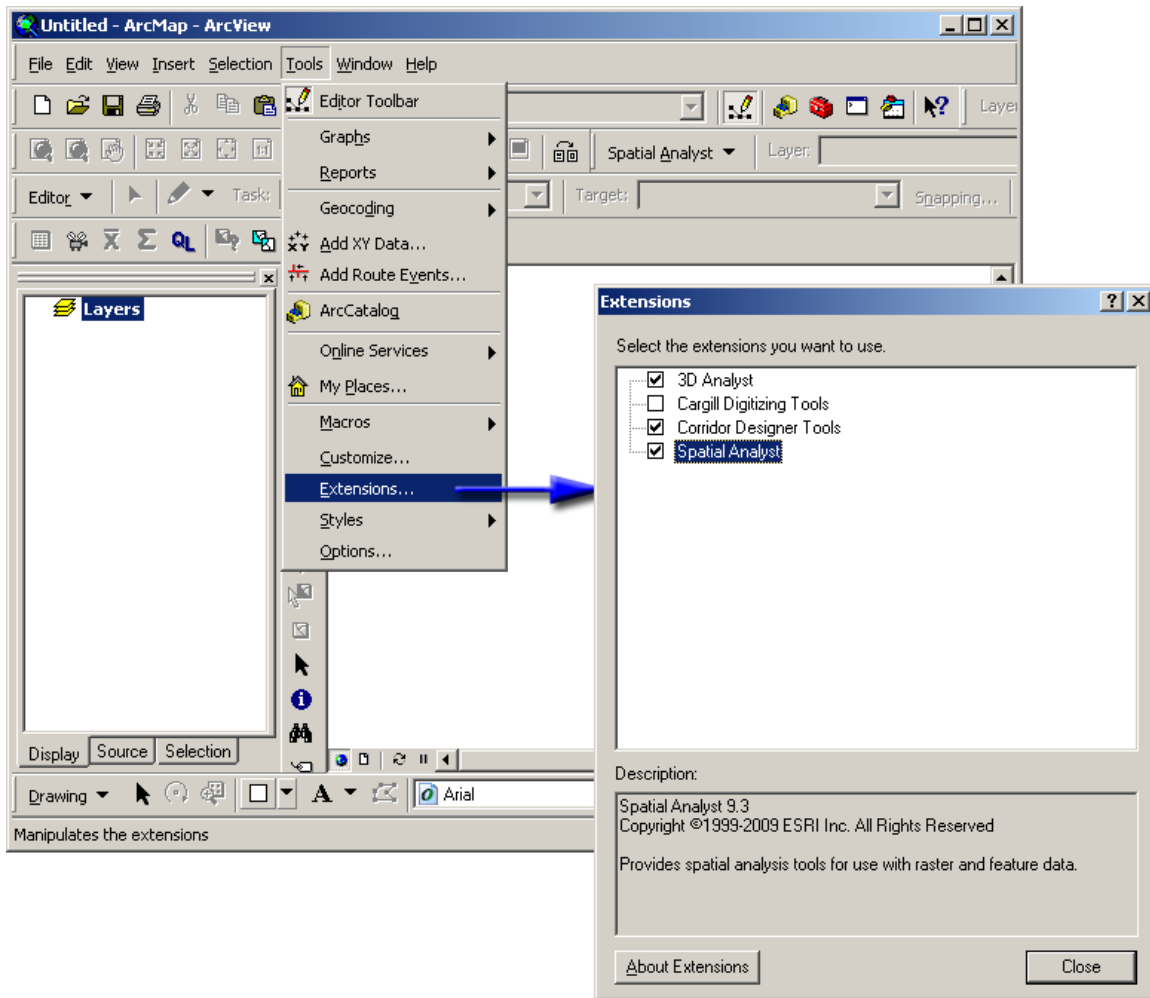 Untitled - ArcMap - ArcView
File Edit View Insert Selection Tools Window Help
Editor Toolbar
Graphs
Reports
Geocoding
Add XY Data...
Add Route Events...
ArcCatalog
Online Services
My Places...
Macros
Customize...
Extensions...
Styles
Options...
Layer
Spatial Analyst
Layer:
Editor
Task:
Target:
Snapping...
QL
1:1
Layers
Display Source Selection
Drawing
A
Arial
Manipulates the extensions
Extensions
Select the extensions you want to use.
3D Analyst
Cargill Digitizing Tools
Corridor Designer Tools
Spatial Analyst
Description:
Spatial Analyst 9.3
Copyright ©1999-2009 ESRI Inc. All Rights Reserved
Provides spatial analysis tools for use with raster and feature data.
About Extensions
Close